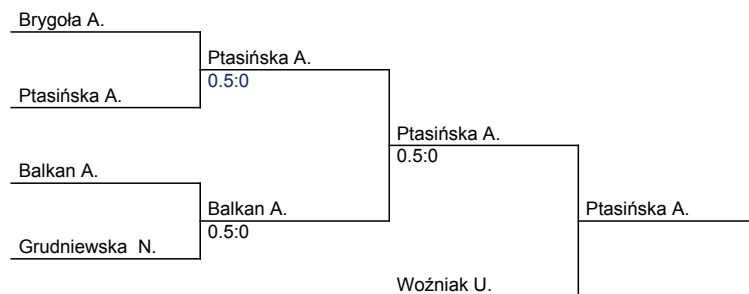 Brygoła A.
Ptasińska A.
0.5:0
Ptasińska A.
Ptasińska A.
0.5:0
Balkan A.
Balkan A.
0.5:0
Ptasińska A.
Grudniewska N.
Woźniak U.